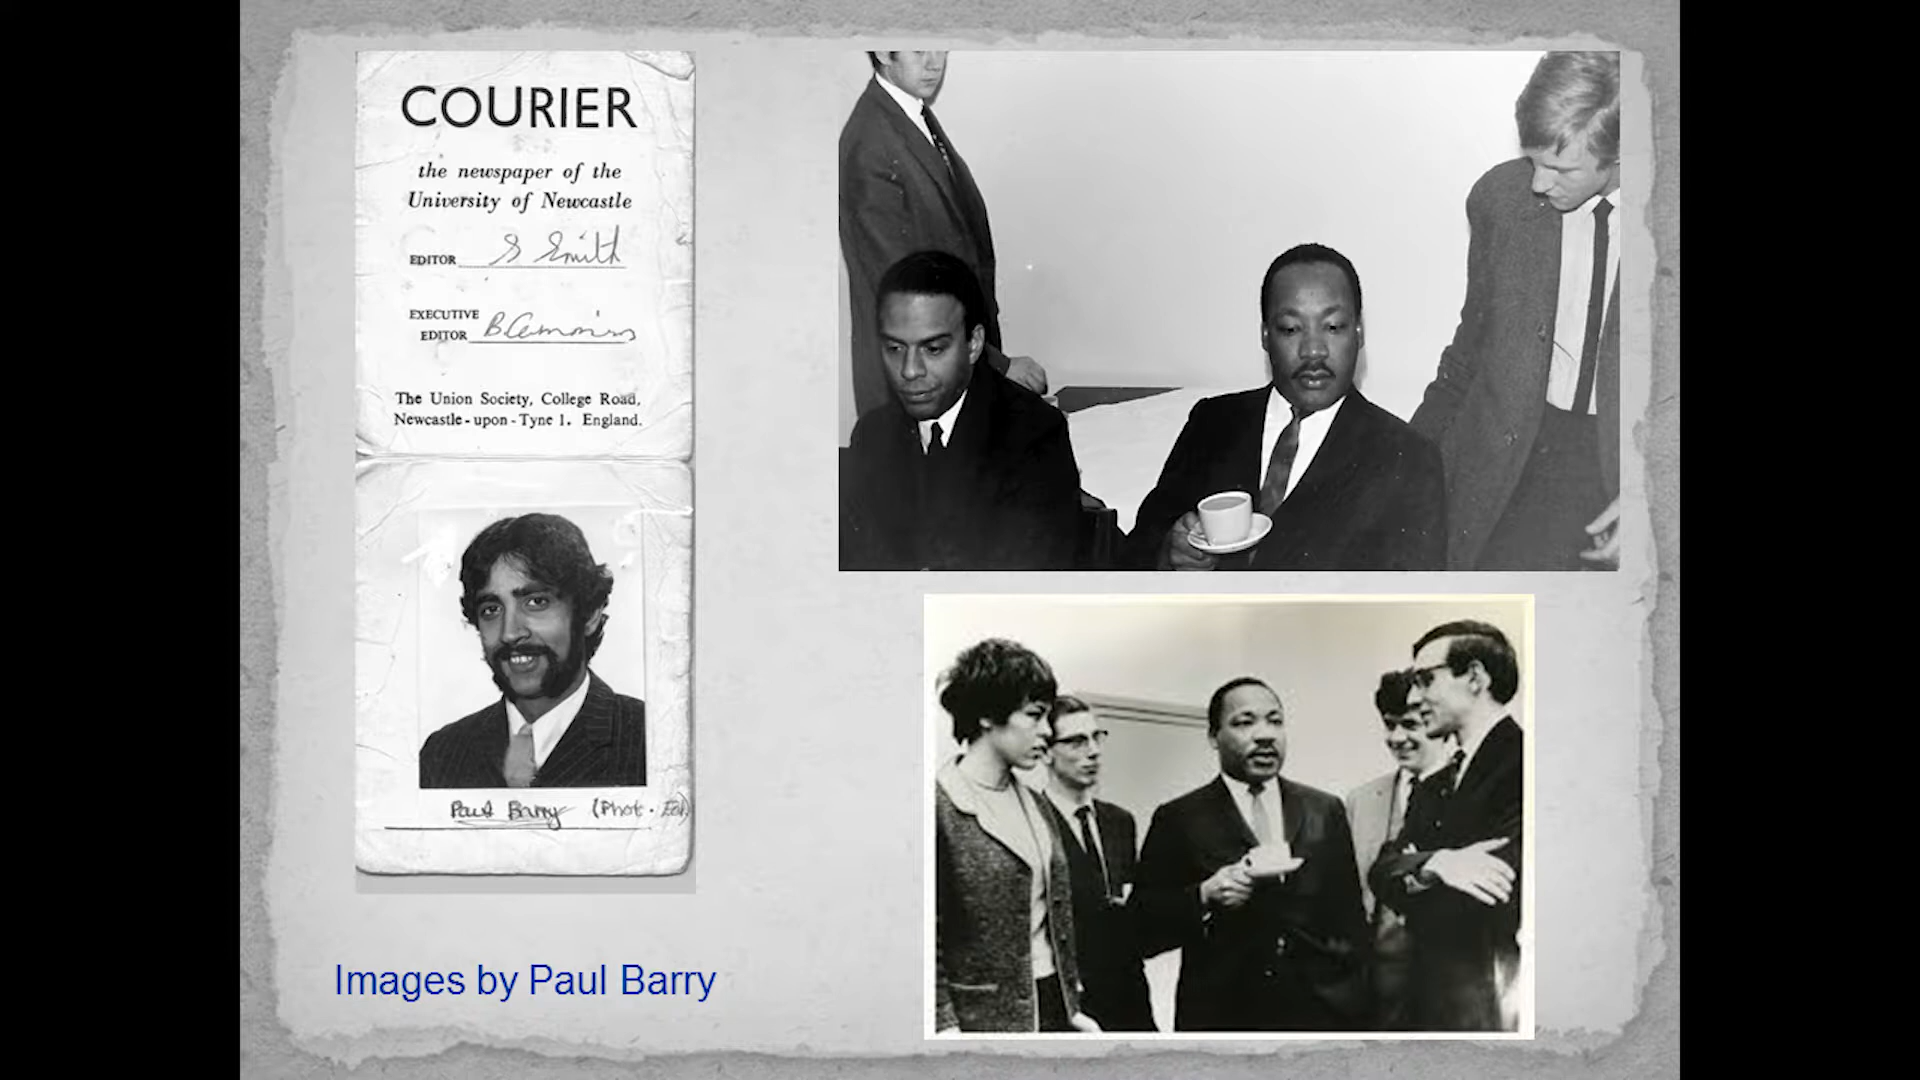 COURIER
the newspaper of the
University of Newcastle
EDITOR S Smith
EXECUTIVE
EDITOR
The Union Society, College Road,
Newcastle-upon-Tyne 1. England.
Paul Barry (Phot. Ed)
Images by Paul Barry